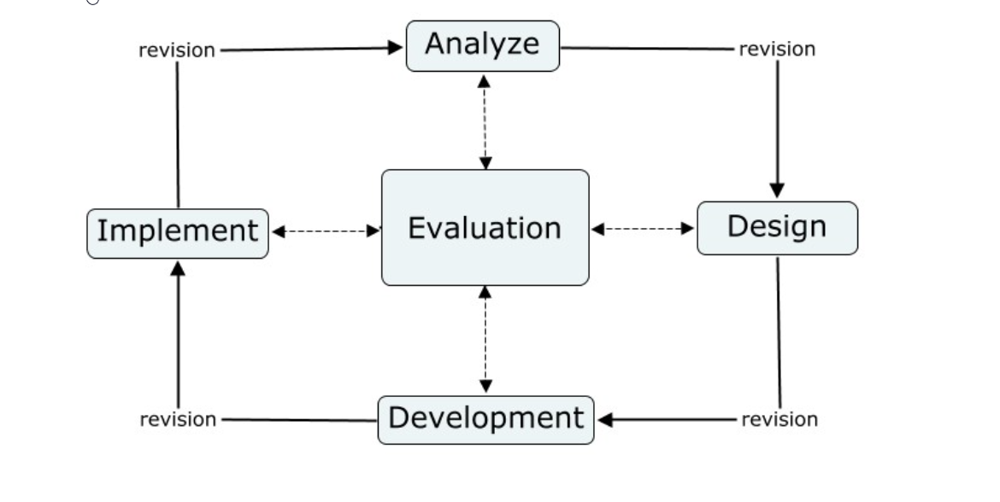 revision
Analyze
revision
Implement
Evaluation
Design
revision
Development
revision